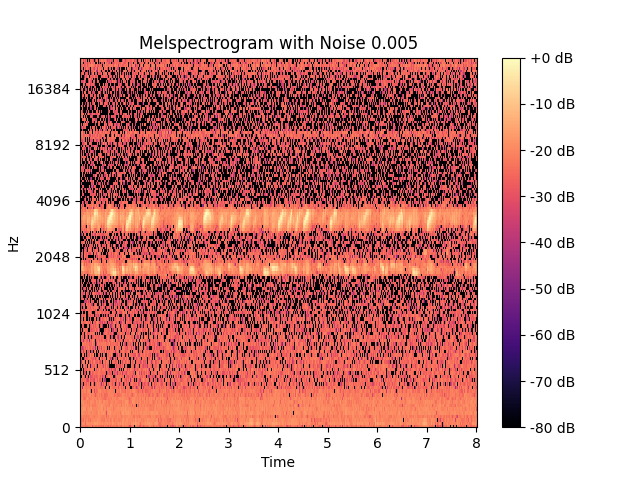 Melspectrogram with Noise 0.005
+0 dB
16384
-10 dB
8192
-20 dB
-30 dB
4096
-40 dB
Hz
2048
-50 dB
1024
-60 dB
512
-70 dB
0
-80 dB
0 1 2 3 4 5 6 7 8
Time